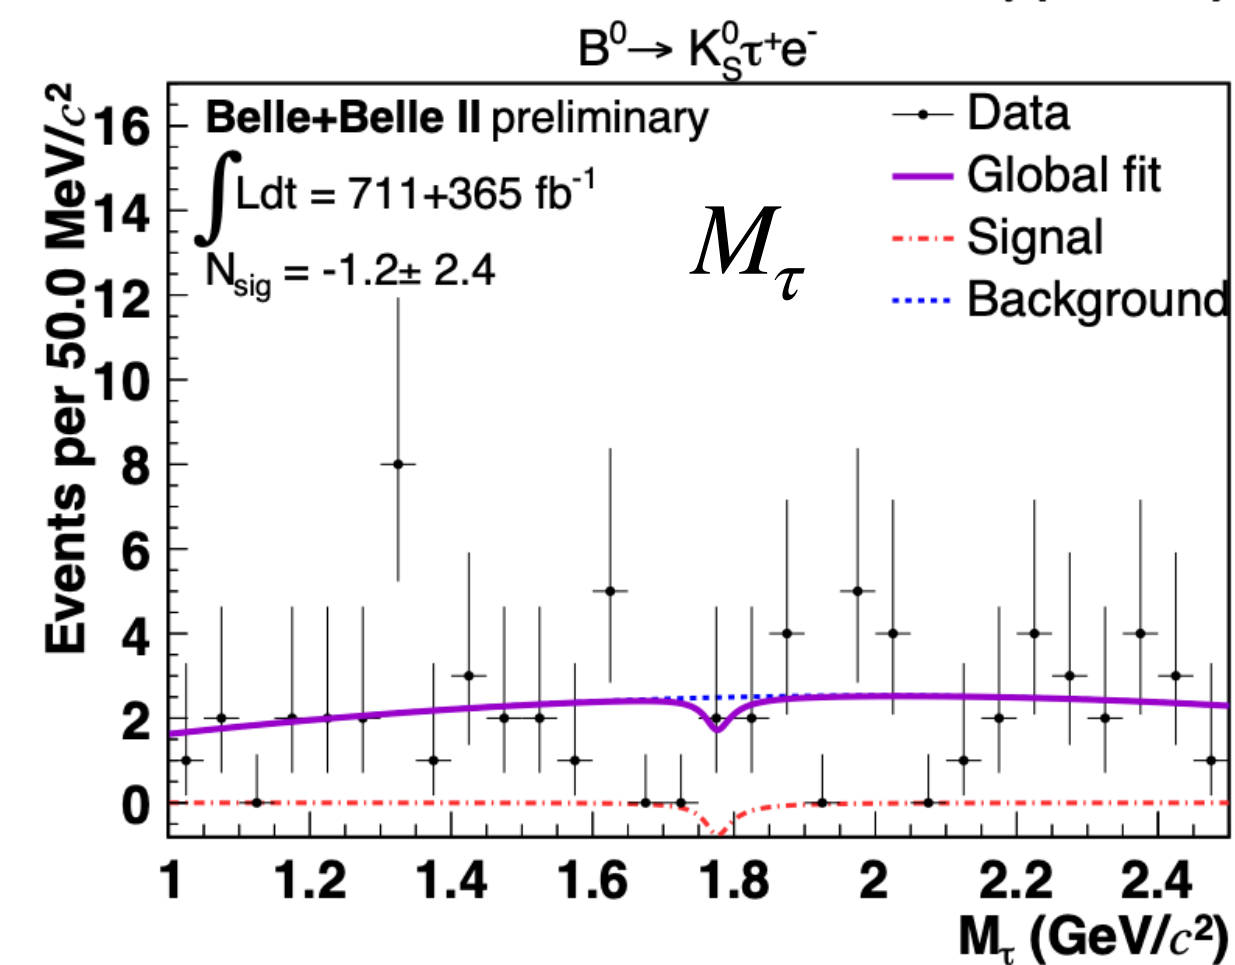 B⁰→ K⁰_Sτ⁺e⁻
Belle+Belle II preliminary
∫Ldt = 711+365 fb⁻¹
N_sig = -1.2± 2.4
M_τ
Data
Global fit
Signal
Background
Events per 50.0 MeV/c²
16
14
12
10
8
6
4
2
0
1 1.2 1.4 1.6 1.8 2 2.2 2.4
M_τ (GeV/c²)